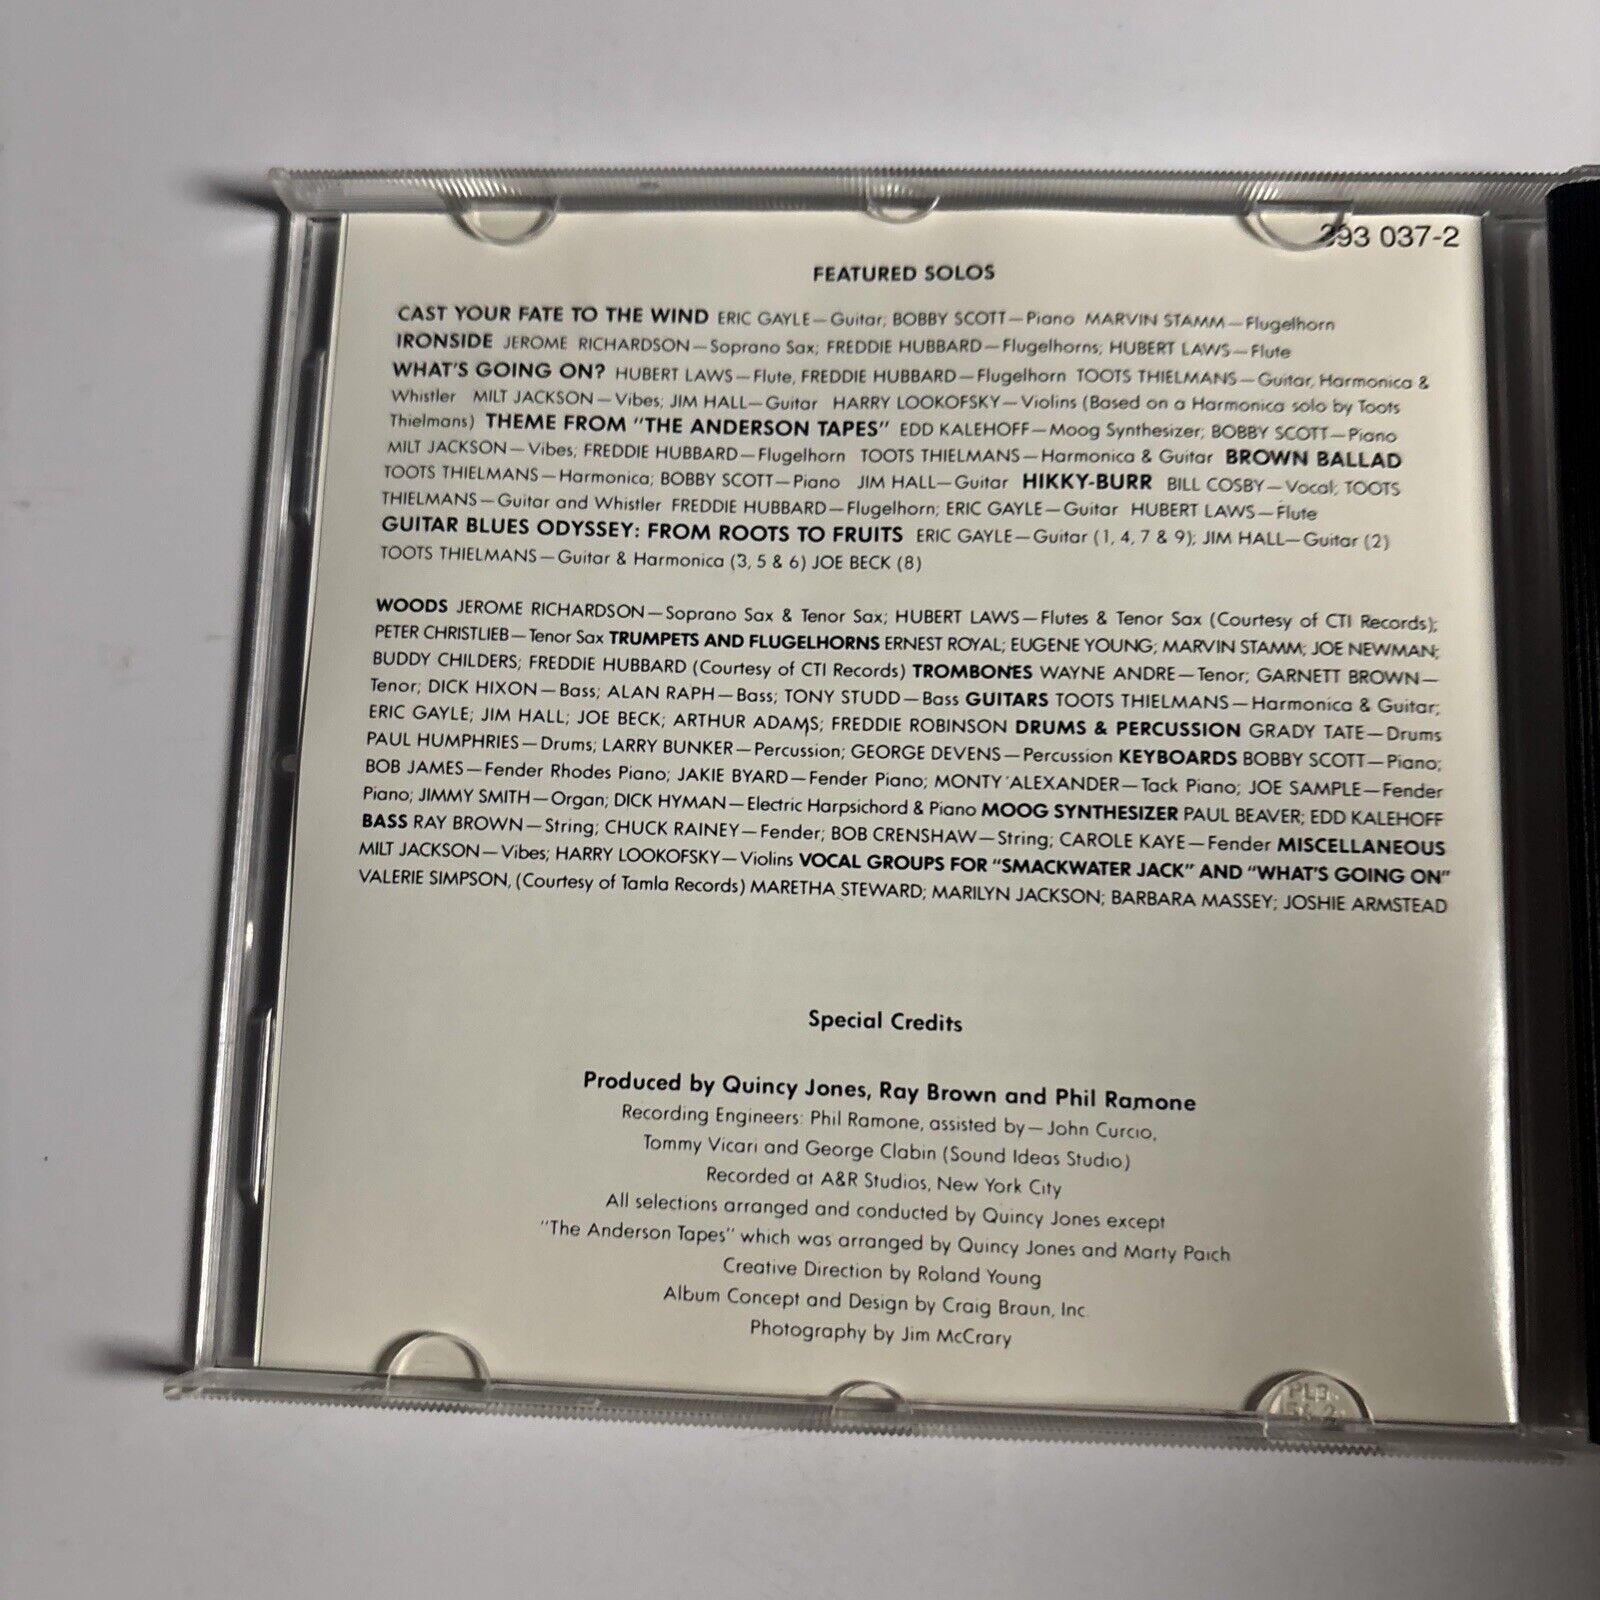 393 037-2
FEATURED SOLOS
CAST YOUR FATE TO THE WIND ERIC GAYLE—Guitar; BOBBY SCOTT—Piano MARVIN STAMM—Flugelhorn
IRONSIDE JEROME RICHARDSON—Soprano Sax; FREDDIE HUBBARD—Flugelhorns; HUBERT LAWS—Flute
WHAT'S GOING ON? HUBERT LAWS—Flute, FREDDIE HUBBARD—Flugelhorn TOOTS THIELMANS—Guitar, Harmonica &
Whistler MILT JACKSON—Vibes; JIM HALL—Guitar HARRY LOOKOFSKY—Violins (Based on a Harmonica solo by Toots
Thielmans) THEME FROM "THE ANDERSON TAPES" EDD KALEHOFF—Moog Synthesizer; BOBBY SCOTT—Piano
MILT JACKSON—Vibes; FREDDIE HUBBARD—Flugelhorn TOOTS THIELMANS—Harmonica & Guitar BROWN BALLAD
TOOTS THIELMANS—Harmonica; BOBBY SCOTT—Piano JIM HALL—Guitar HIKKY-BURR BILL COSBY—Vocal; TOOTS
THIELMANS—Guitar and Whistler FREDDIE HUBBARD—Flugelhorn; ERIC GAYLE—Guitar HUBERT LAWS—Flute
GUITAR BLUES ODYSSEY: FROM ROOTS TO FRUITS ERIC GAYLE—Guitar (1, 4, 7 & 9); JIM HALL—Guitar (2)
TOOTS THIELMANS—Guitar & Harmonica (3, 5 & 6) JOE BECK (8)
WOODS JEROME RICHARDSON—Soprano Sax & Tenor Sax; HUBERT LAWS—Flutes & Tenor Sax (Courtesy of CTI Records);
PETER CHRISTLIEB—Tenor Sax TRUMPETS AND FLUGELHORNS ERNEST ROYAL; EUGENE YOUNG; MARVIN STAMM; JOE NEWMAN;
BUDDY CHILDERS; FREDDIE HUBBARD (Courtesy of CTI Records) TROMBONES WAYNE ANDRE—Tenor; GARNETT BROWN—
Tenor; DICK HIXON—Bass; ALAN RAPH—Bass; TONY STUDD—Bass GUITARS TOOTS THIELMANS—Harmonica & Guitar;
ERIC GAYLE; JIM HALL; JOE BECK; ARTHUR ADAMS; FREDDIE ROBINSON DRUMS & PERCUSSION GRADY TATE—Drums
PAUL HUMPHRIES—Drums; LARRY BUNKER—Percussion; GEORGE DEVENS—Percussion KEYBOARDS BOBBY SCOTT—Piano;
BOB JAMES—Fender Rhodes Piano; JAKIE BYARD—Fender Piano; MONTY ALEXANDER—Tack Piano; JOE SAMPLE—Fender
Piano; JIMMY SMITH—Organ; DICK HYMAN—Electric Harpsichord & Piano MOOG SYNTHESIZER PAUL BEAVER; EDD KALEHOFF
BASS RAY BROWN—String; CHUCK RAINEY—Fender; BOB CRENSHAW—String; CAROLE KAYE—Fender MISCELLANEOUS
MILT JACKSON—Vibes; HARRY LOOKOFSKY—Violins VOCAL GROUPS FOR "SMACKWATER JACK" AND "WHAT'S GOING ON"
VALERIE SIMPSON, (Courtesy of Tamla Records) MARETHA STEWARD; MARILYN JACKSON; BARBARA MASSEY; JOSHIE ARMSTEAD
Special Credits
Produced by Quincy Jones, Ray Brown and Phil Ramone
Recording Engineers: Phil Ramone, assisted by—John Curcio,
Tommy Vicari and George Clabin (Sound Ideas Studio)
Recorded at A&R Studios, New York City
All selections arranged and conducted by Quincy Jones except
"The Anderson Tapes" which was arranged by Quincy Jones and Marty Paich
Creative Direction by Roland Young
Album Concept and Design by Craig Braun, Inc.
Photography by Jim McCrary